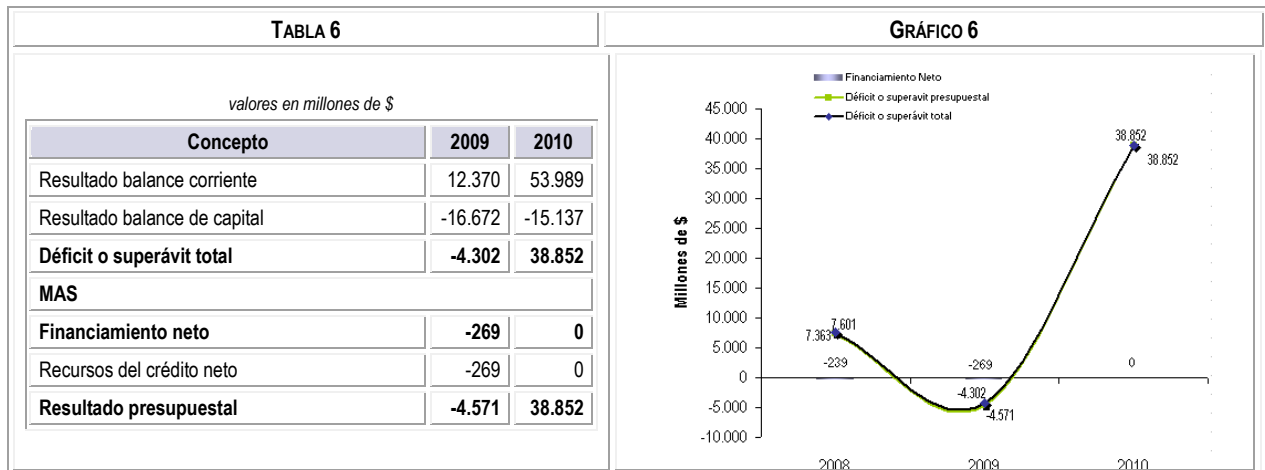 TABLA 6
valores en millones de $
Concepto 2009 2010
Resultado balance corriente 12.370 53.989
Resultado balance de capital -16.672 -15.137
Déficit o superávit total -4.302 38.852
MAS
Financiamiento neto -269 0
Recursos del crédito neto -269 0
Resultado presupuestal -4.571 38.852
GRÁFICO 6
Financiamiento Neto
Déficit o superavit presupuestal
Déficit o superávit total
Millones de $
45.000
40.000
35.000
30.000
25.000
20.000
15.000
10.000
5.000
0
-5.000
-10.000
7.601
7.363
-239
-269
-4.302
-4.571
38.852
38.852
0
2008 2009 2010